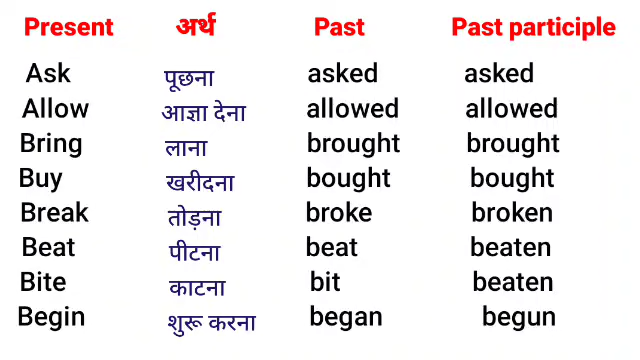 Present अर्थ Past Past participle
Ask पूछना asked asked
Allow आज्ञा देना allowed allowed
Bring लाना brought brought
Buy खरीदना bought bought
Break तोड़ना broke broken
Beat पीटना beat beaten
Bite काटना bit beaten
Begin शुरू करना began begun